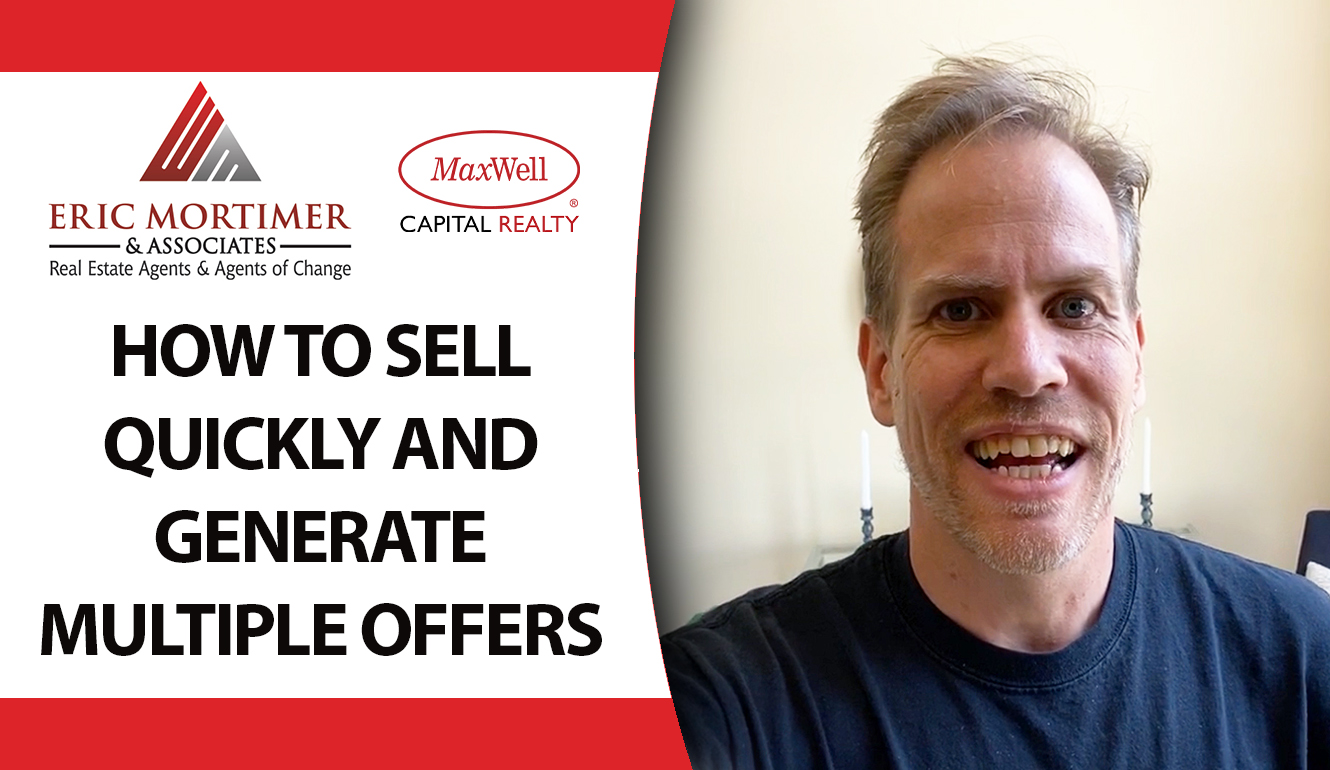 ERIC MORTIMER
& ASSOCIATES
Real Estate Agents & Agents of Change
MaxWell
®
CAPITAL REALTY
HOW TO SELL
QUICKLY AND
GENERATE
MULTIPLE OFFERS